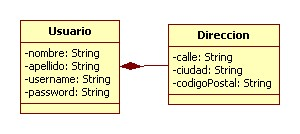 Usuario
-nombre: String
-apellido: String
-username: String
-password: String
Direccion
-calle: String
-ciudad: String
-codigoPostal: String